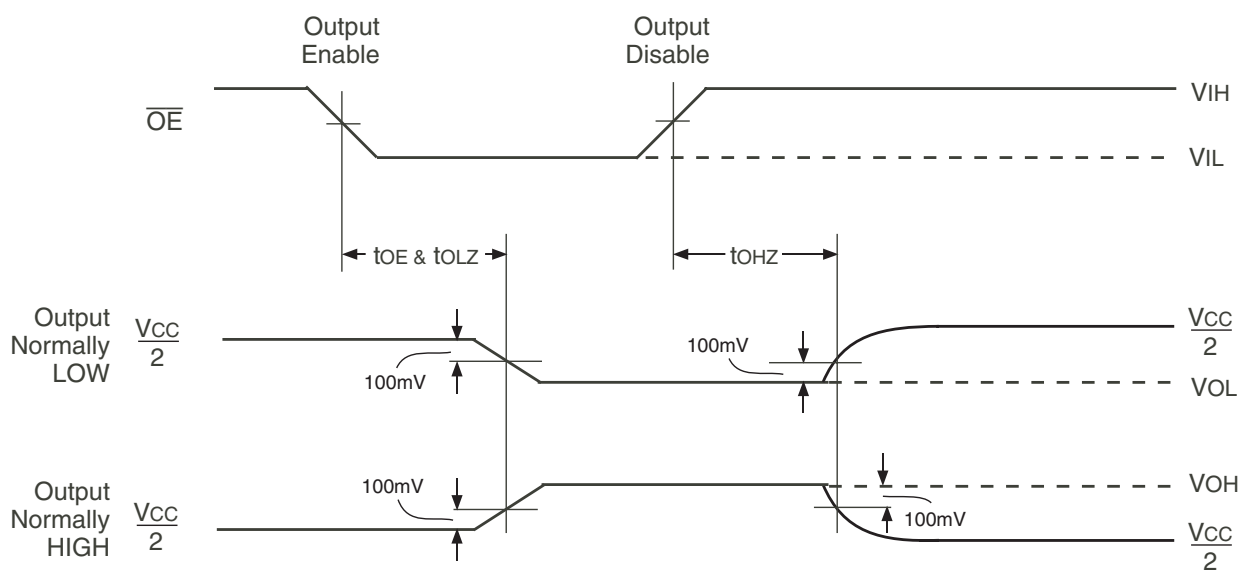 Output
Enable
Output
Disable
OE
VIH
VIL
tOE & tOLZ
tOHZ
Output
Normally
LOW
VCC
2
100mV
100mV
VCC
2
VOL
Output
Normally
HIGH
VCC
2
100mV
VOH
100mV
VCC
2